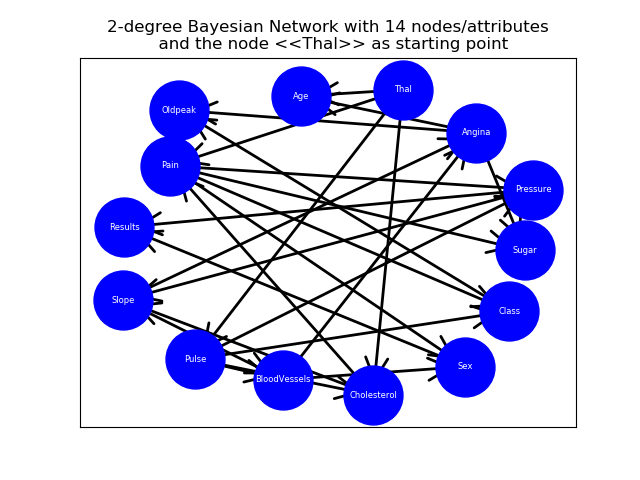 2-degree Bayesian Network with 14 nodes/attributes
and the node <<Thal>> as starting point
Thal
Age
Oldpeak
Angina
Pain
Pressure
Results
Sugar
Slope
Class
Pulse
Sex
BloodVessels
Cholesterol